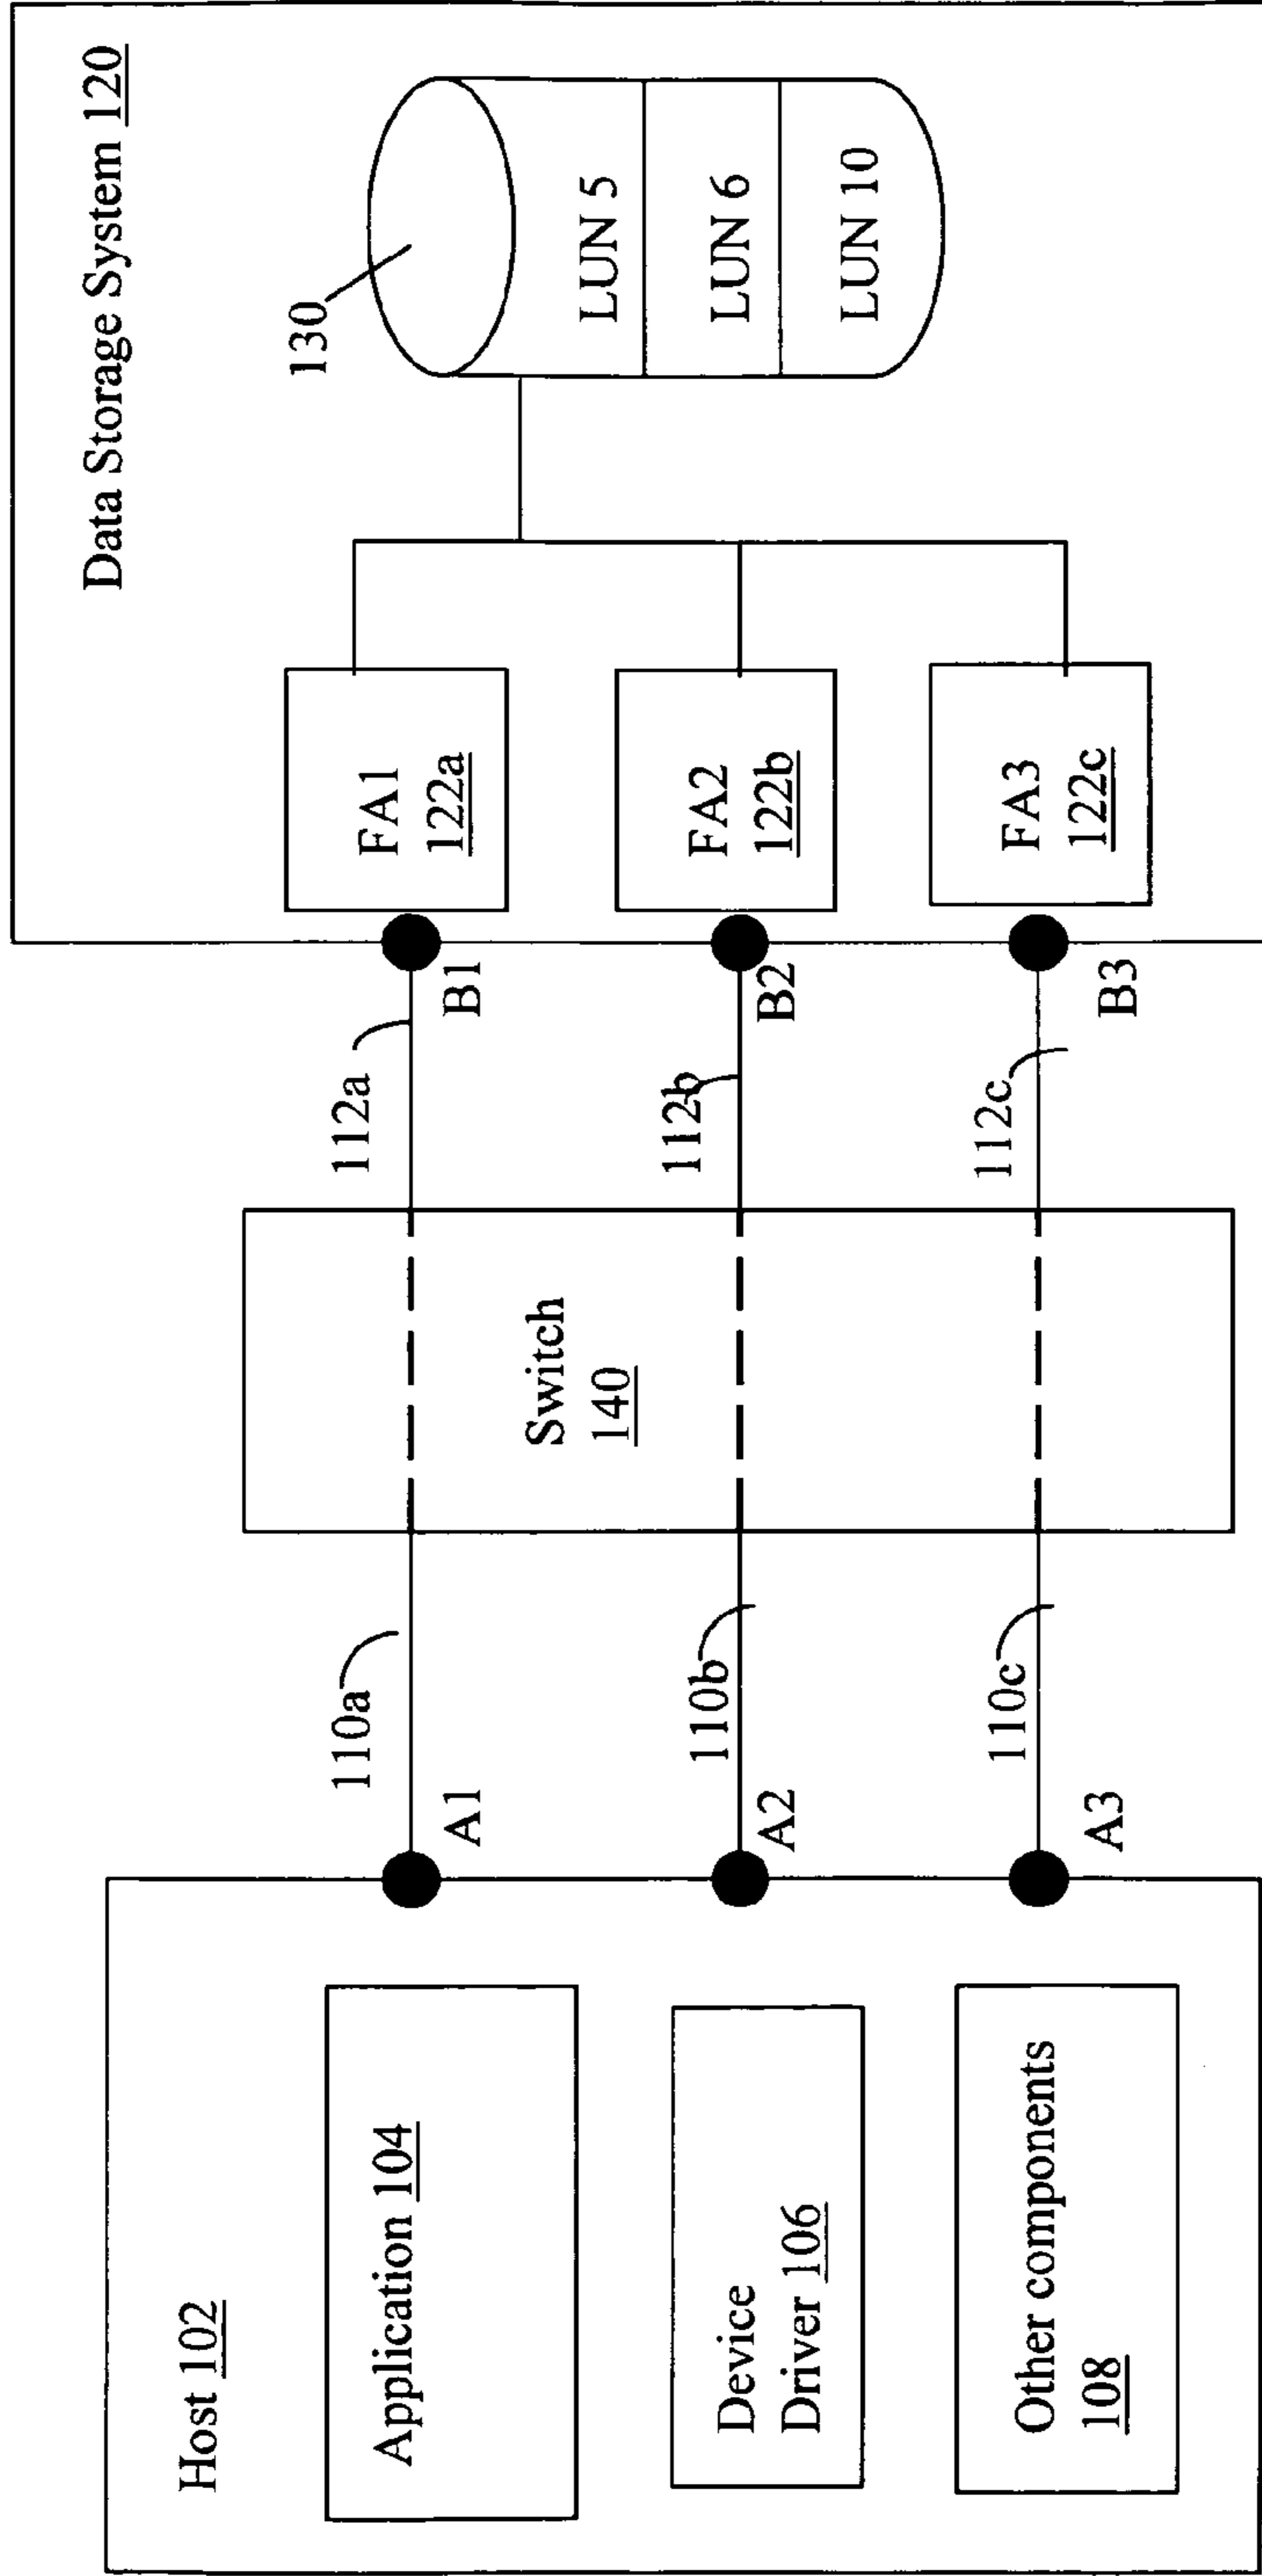 Host 102
Application 104
Device
Driver 106
Other components
108
A1
A2
A3
110a
110b
110c
Switch
140
112a
112b
112c
B1
B2
B3
Data Storage System 120
FA1
122a
FA2
122b
FA3
122c
130
LUN 5
LUN 6
LUN 10